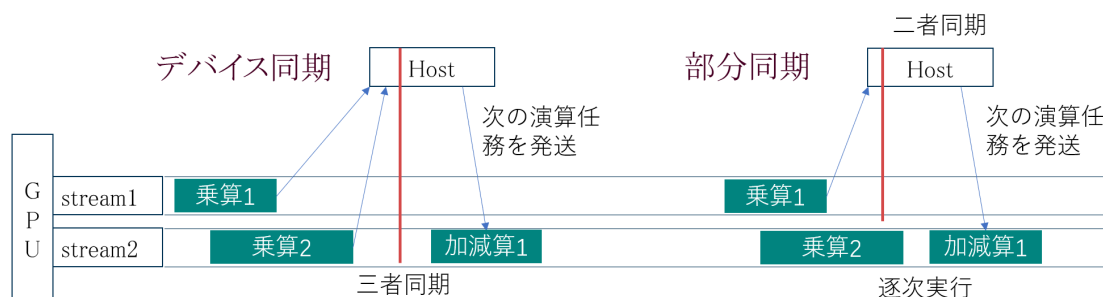 二者同期
デバイス同期
Host
部分同期
Host
次の演算任
務を発送
次の演算任
務を発送
GPU
stream1
乗算1
乗算1
stream2
乗算2
加減算1
乗算2
加減算1
三者同期
逐次実行